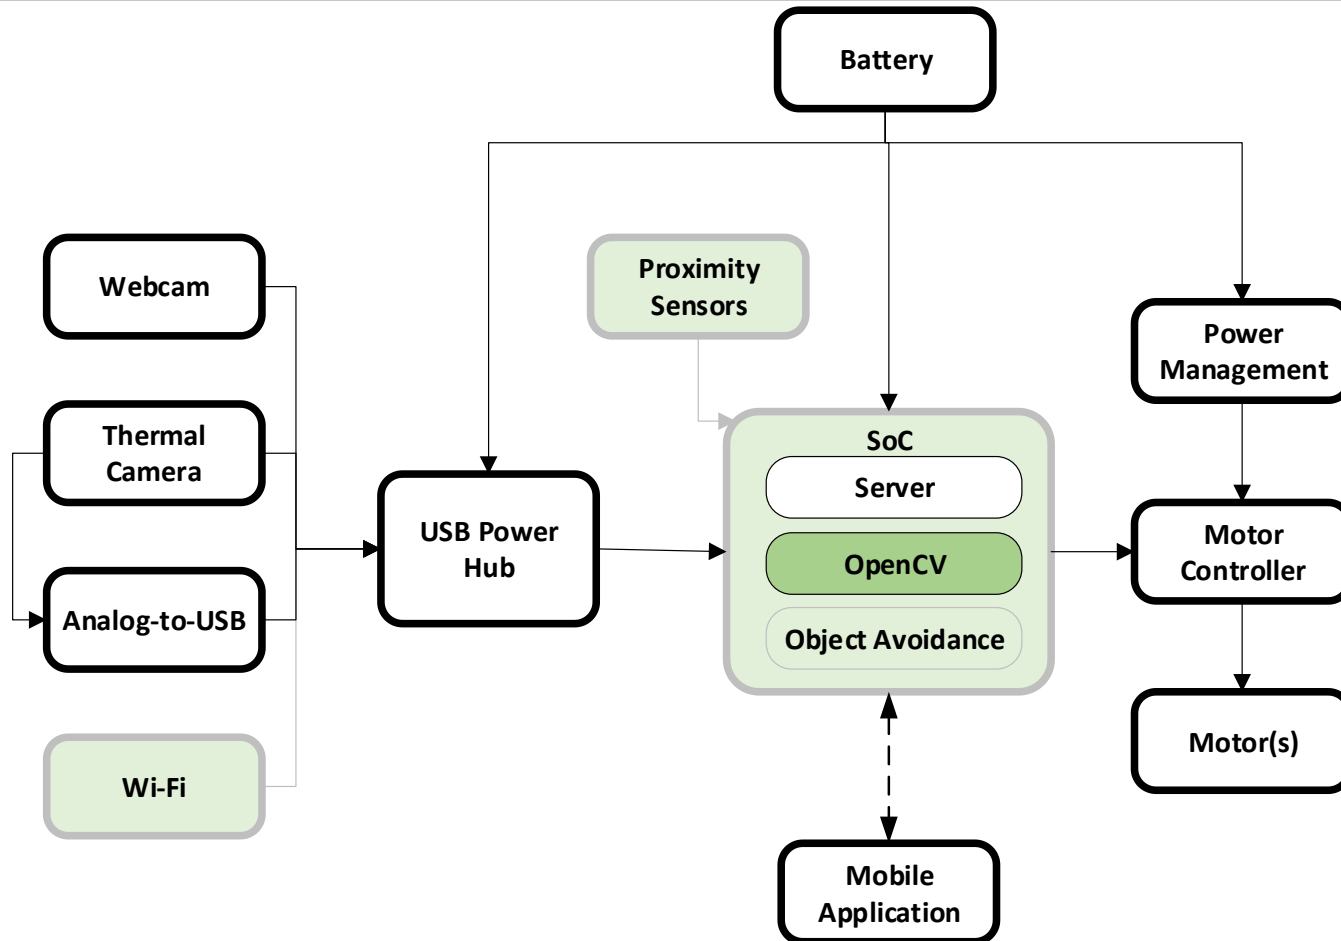 Battery
Webcam
Proximity
Sensors
Power
Management
Thermal
Camera
SoC
Server
USB Power
Hub
OpenCV
Motor
Controller
Analog-to-USB
Object Avoidance
Motor(s)
Wi-Fi
Mobile
Application